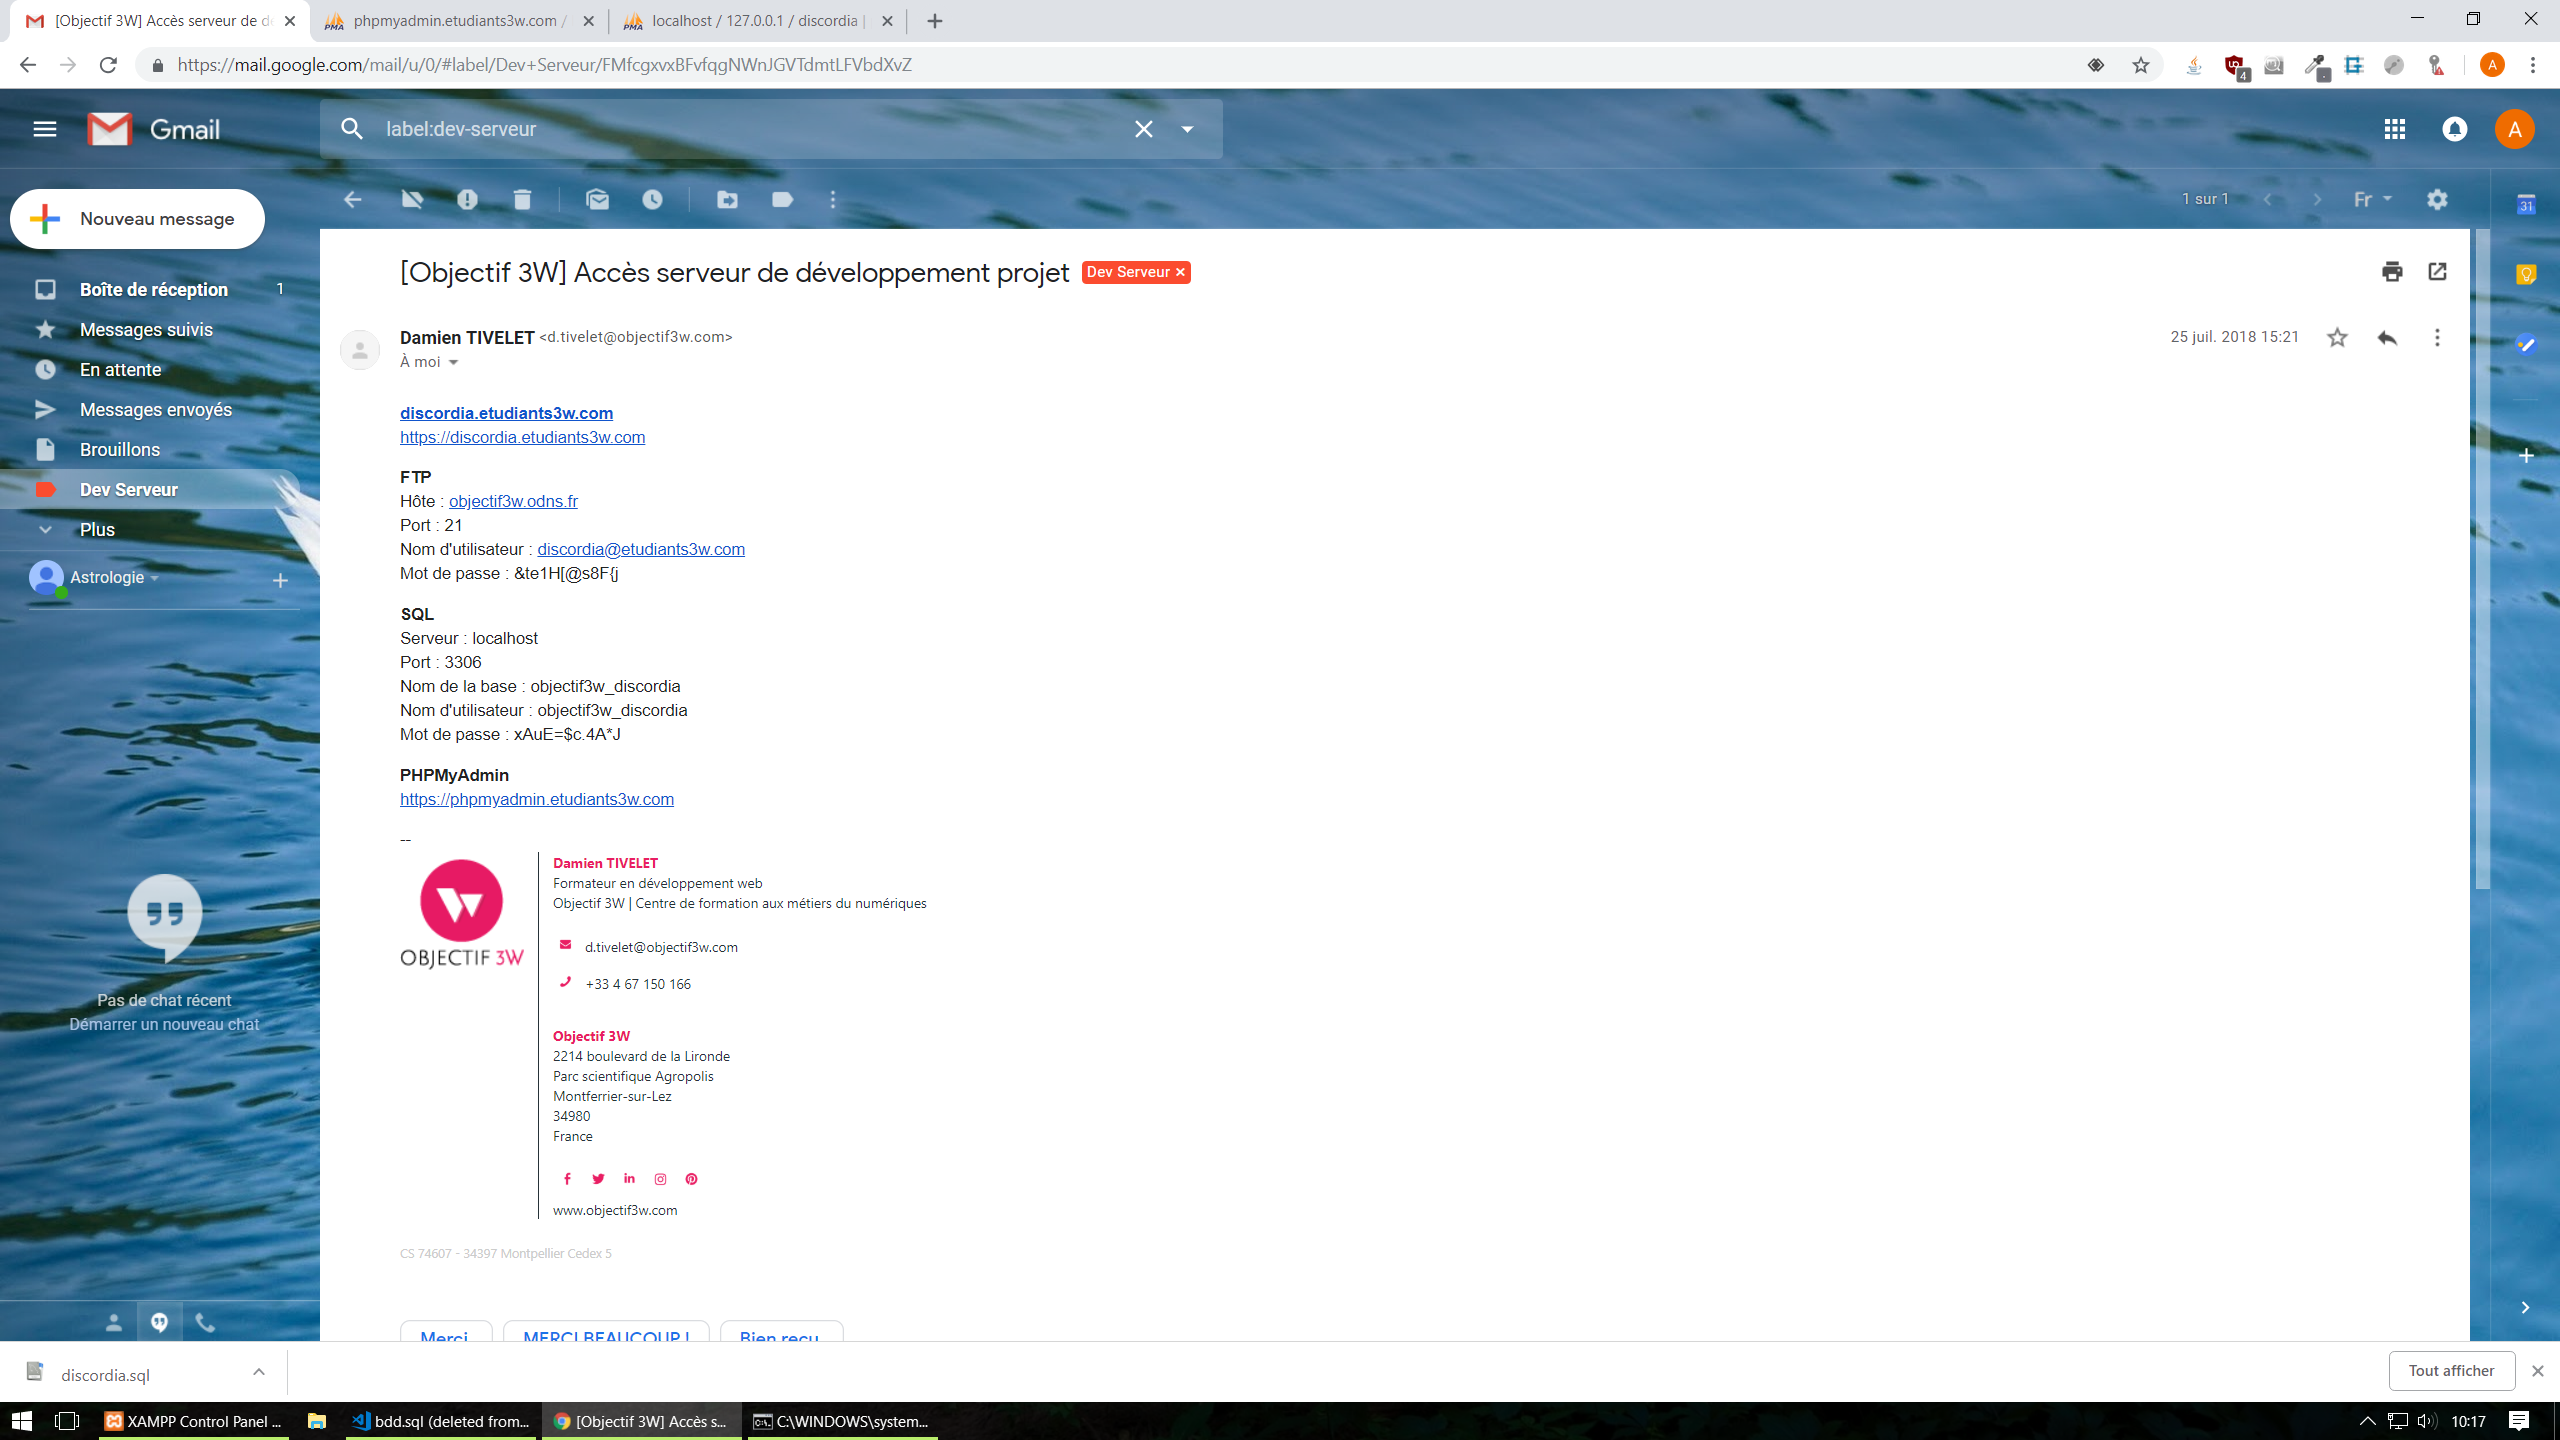 [Objectif 3W] Accès serveur de d
phpmyadmin.etudiants3w.com /
localhost / 127.0.0.1 / discordia |
https://mail.google.com/mail/u/0/#label/Dev+Serveur/FMfcgxvxBFvfqgNWnJGVTdmtLFVbdXvZ
4
A
Gmail
label:dev-serveur
A
Nouveau message
1 sur 1
Fr
31
Boîte de réception 1
Messages suivis
En attente
Messages envoyés
Brouillons
Dev Serveur
Plus
Astrologie
Pas de chat récent
Démarrer un nouveau chat
[Objectif 3W] Accès serveur de développement projet Dev Serveur
Damien TIVELET <d.tivelet@objectif3w.com>
25 juil. 2018 15:21
À moi
discordia.etudiants3w.com
https://discordia.etudiants3w.com
FTP
Hôte : objectif3w.odns.fr
Port : 21
Nom d'utilisateur : discordia@etudiants3w.com
Mot de passe : &te1H[@s8F{j
SQL
Serveur : localhost
Port : 3306
Nom de la base : objectif3w_discordia
Nom d'utilisateur : objectif3w_discordia
Mot de passe : xAuE=$c.4A*J
PHPMyAdmin
https://phpmyadmin.etudiants3w.com
--
OBJECTIF 3W
Damien TIVELET
Formateur en développement web
Objectif 3W | Centre de formation aux métiers du numériques
d.tivelet@objectif3w.com
+33 4 67 150 166
Objectif 3W
2214 boulevard de la Lironde
Parc scientifique Agropolis
Montferrier-sur-Lez
34980
France
www.objectif3w.com
CS 74607 - 34397 Montpellier Cedex 5
Merci
MERCI BEAUCOUP !
Bien reçu.
discordia.sql
Tout afficher
XAMPP Control Panel ...
bdd.sql (deleted from...
[Objectif 3W] Accès s...
C:\WINDOWS\system...
10:17